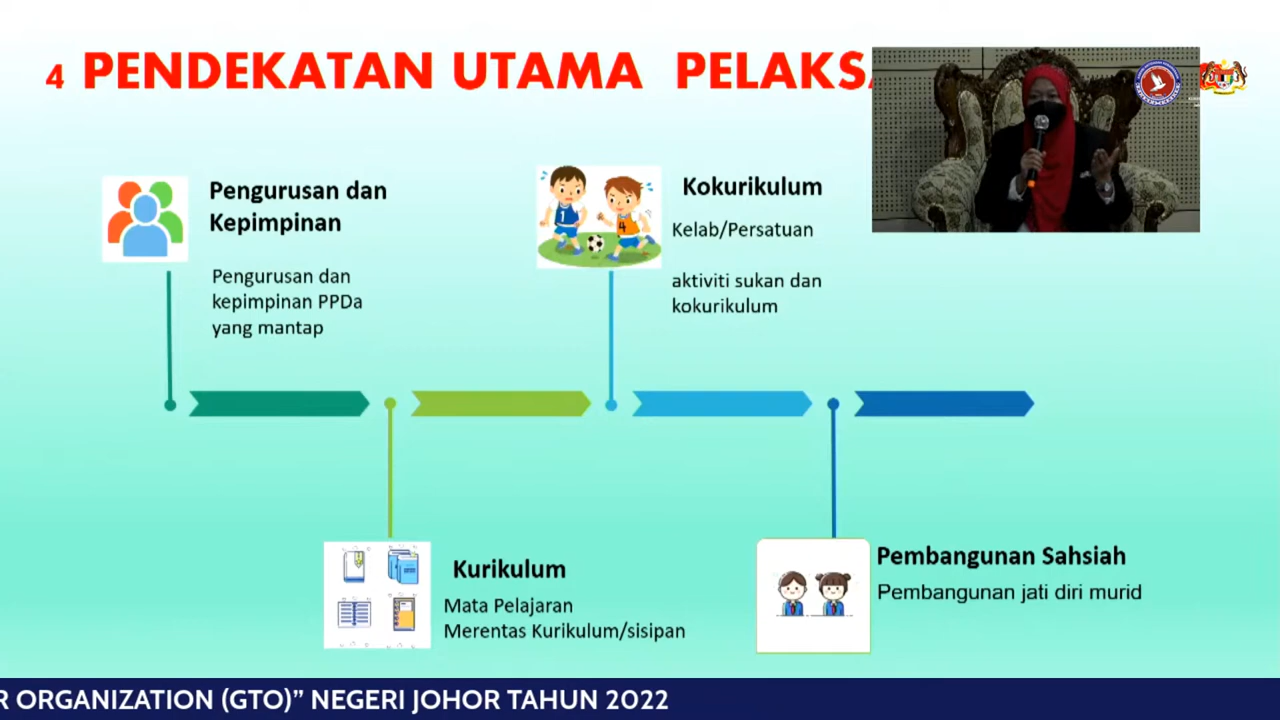 4 PENDEKATAN UTAMA PELAKS
Pengurusan dan
Kepimpinan
Pengurusan dan
kepimpinan PPDa
yang mantap
Kokurikulum
Kelab/Persatuan
aktiviti sukan dan
kokurikulum
1
4
Kurikulum
Mata Pelajaran
Merentas Kurikulum/sisipan
Pembangunan Sahsiah
Pembangunan jati diri murid
R ORGANIZATION (GTO)” NEGERI JOHOR TAHUN 2022